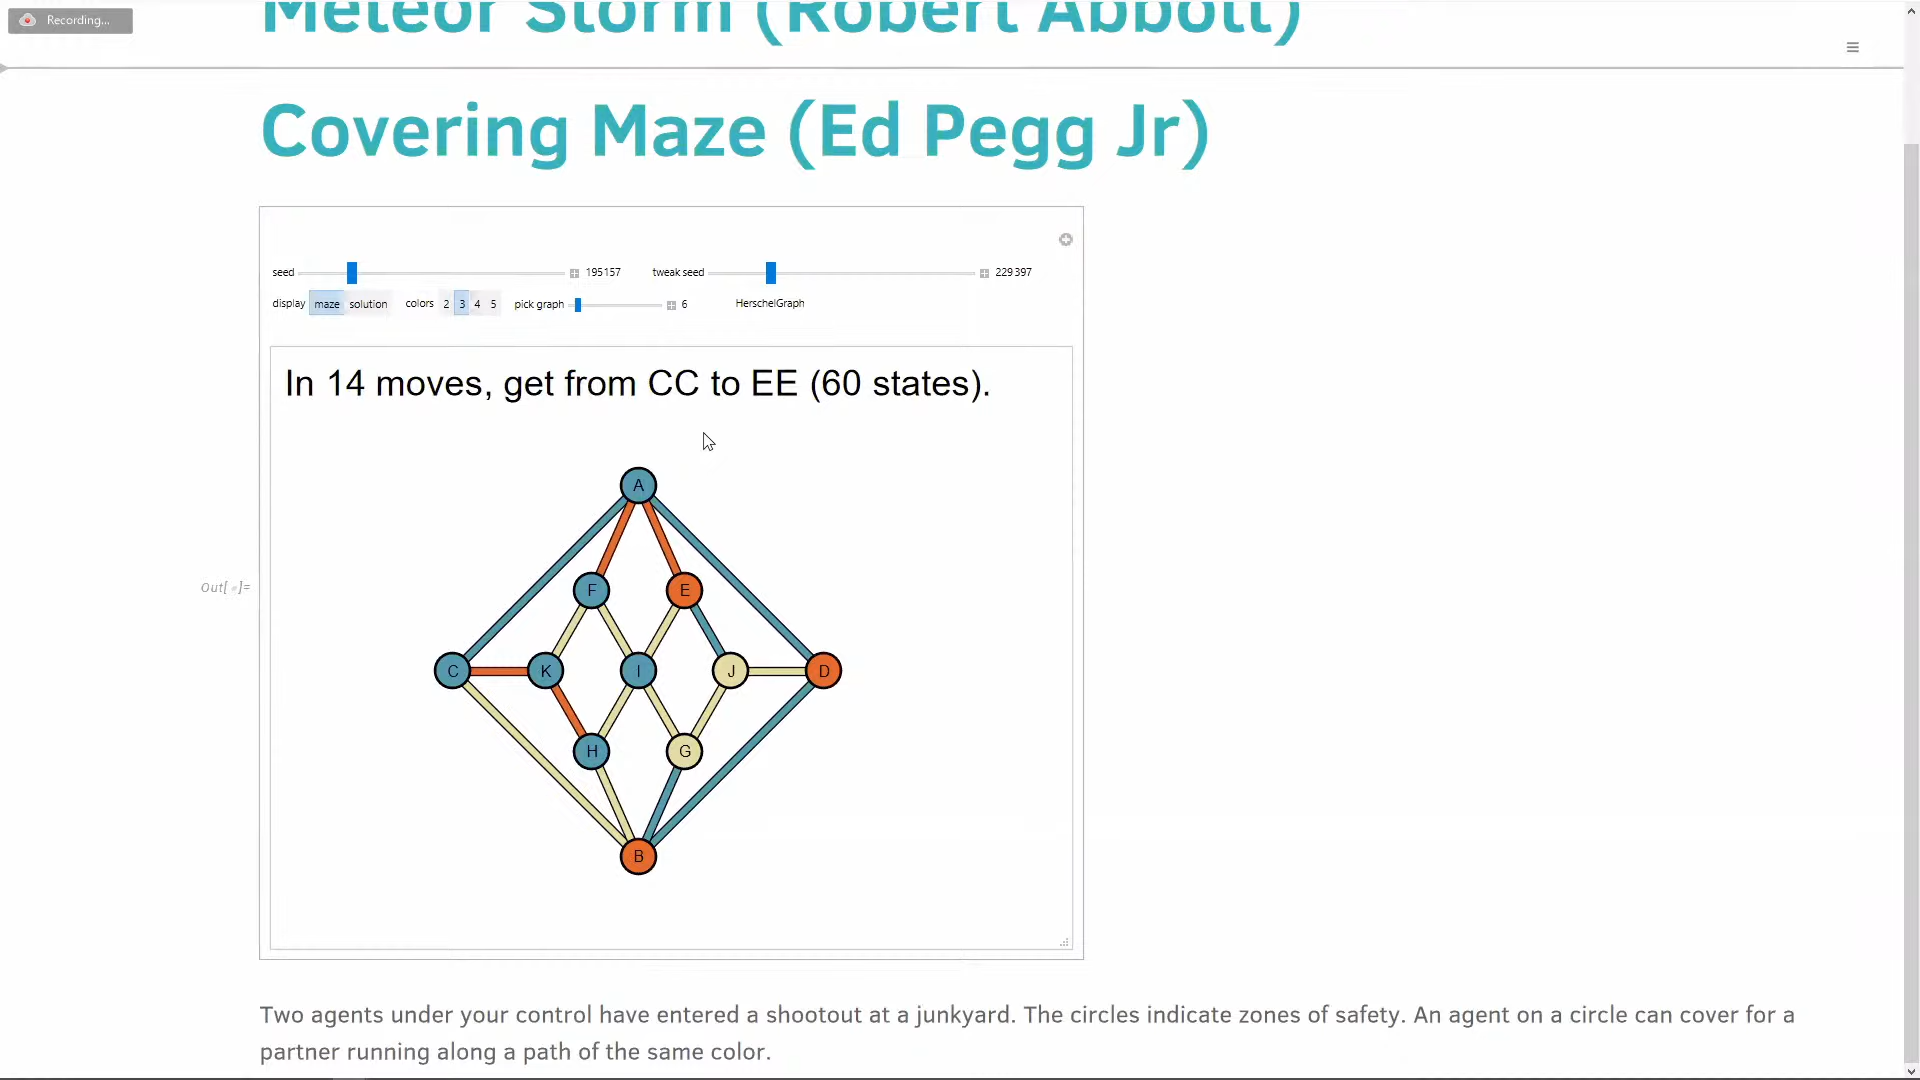 Recording...
Meteor Storm (Robert Abbott)
Covering Maze (Ed Pegg Jr)
seed 195157 tweak seed 229397
display maze solution colors 2 3 4 5 pick graph 6 HerschelGraph
In 14 moves, get from CC to EE (60 states).
A
F E
Out[ ]=
C K I J D
H G
B
Two agents under your control have entered a shootout at a junkyard. The circles indicate zones of safety. An agent on a circle can cover for a
partner running along a path of the same color.